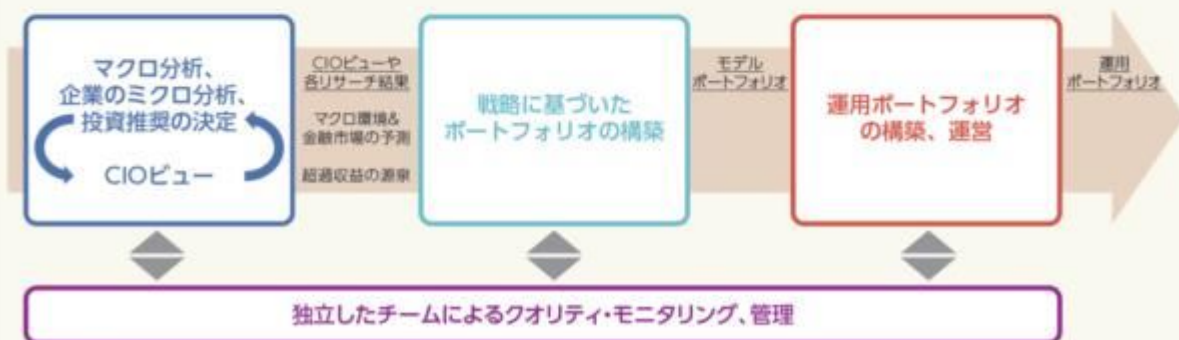 マクロ分析、
企業のミクロ分析、
投資推奨の決定
CIOビュー
CIOビューや
各リサーチ結果
マクロ環境&
金融市場の予測
超過収益の源泉
戦略に基づいた
ポートフォリオの構築
モデル
ポートフォリオ
運用ポートフォリオ
の構築、運営
運用
ポートフォリオ
独立したチームによるクオリティ・モニタリング、管理